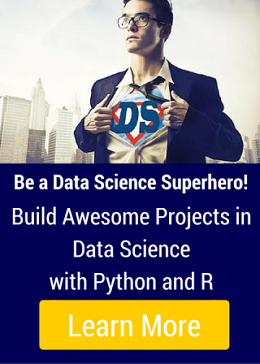 DS
Be a Data Science Superhero!
Build Awesome Projects in
Data Science
with Python and R
Learn More